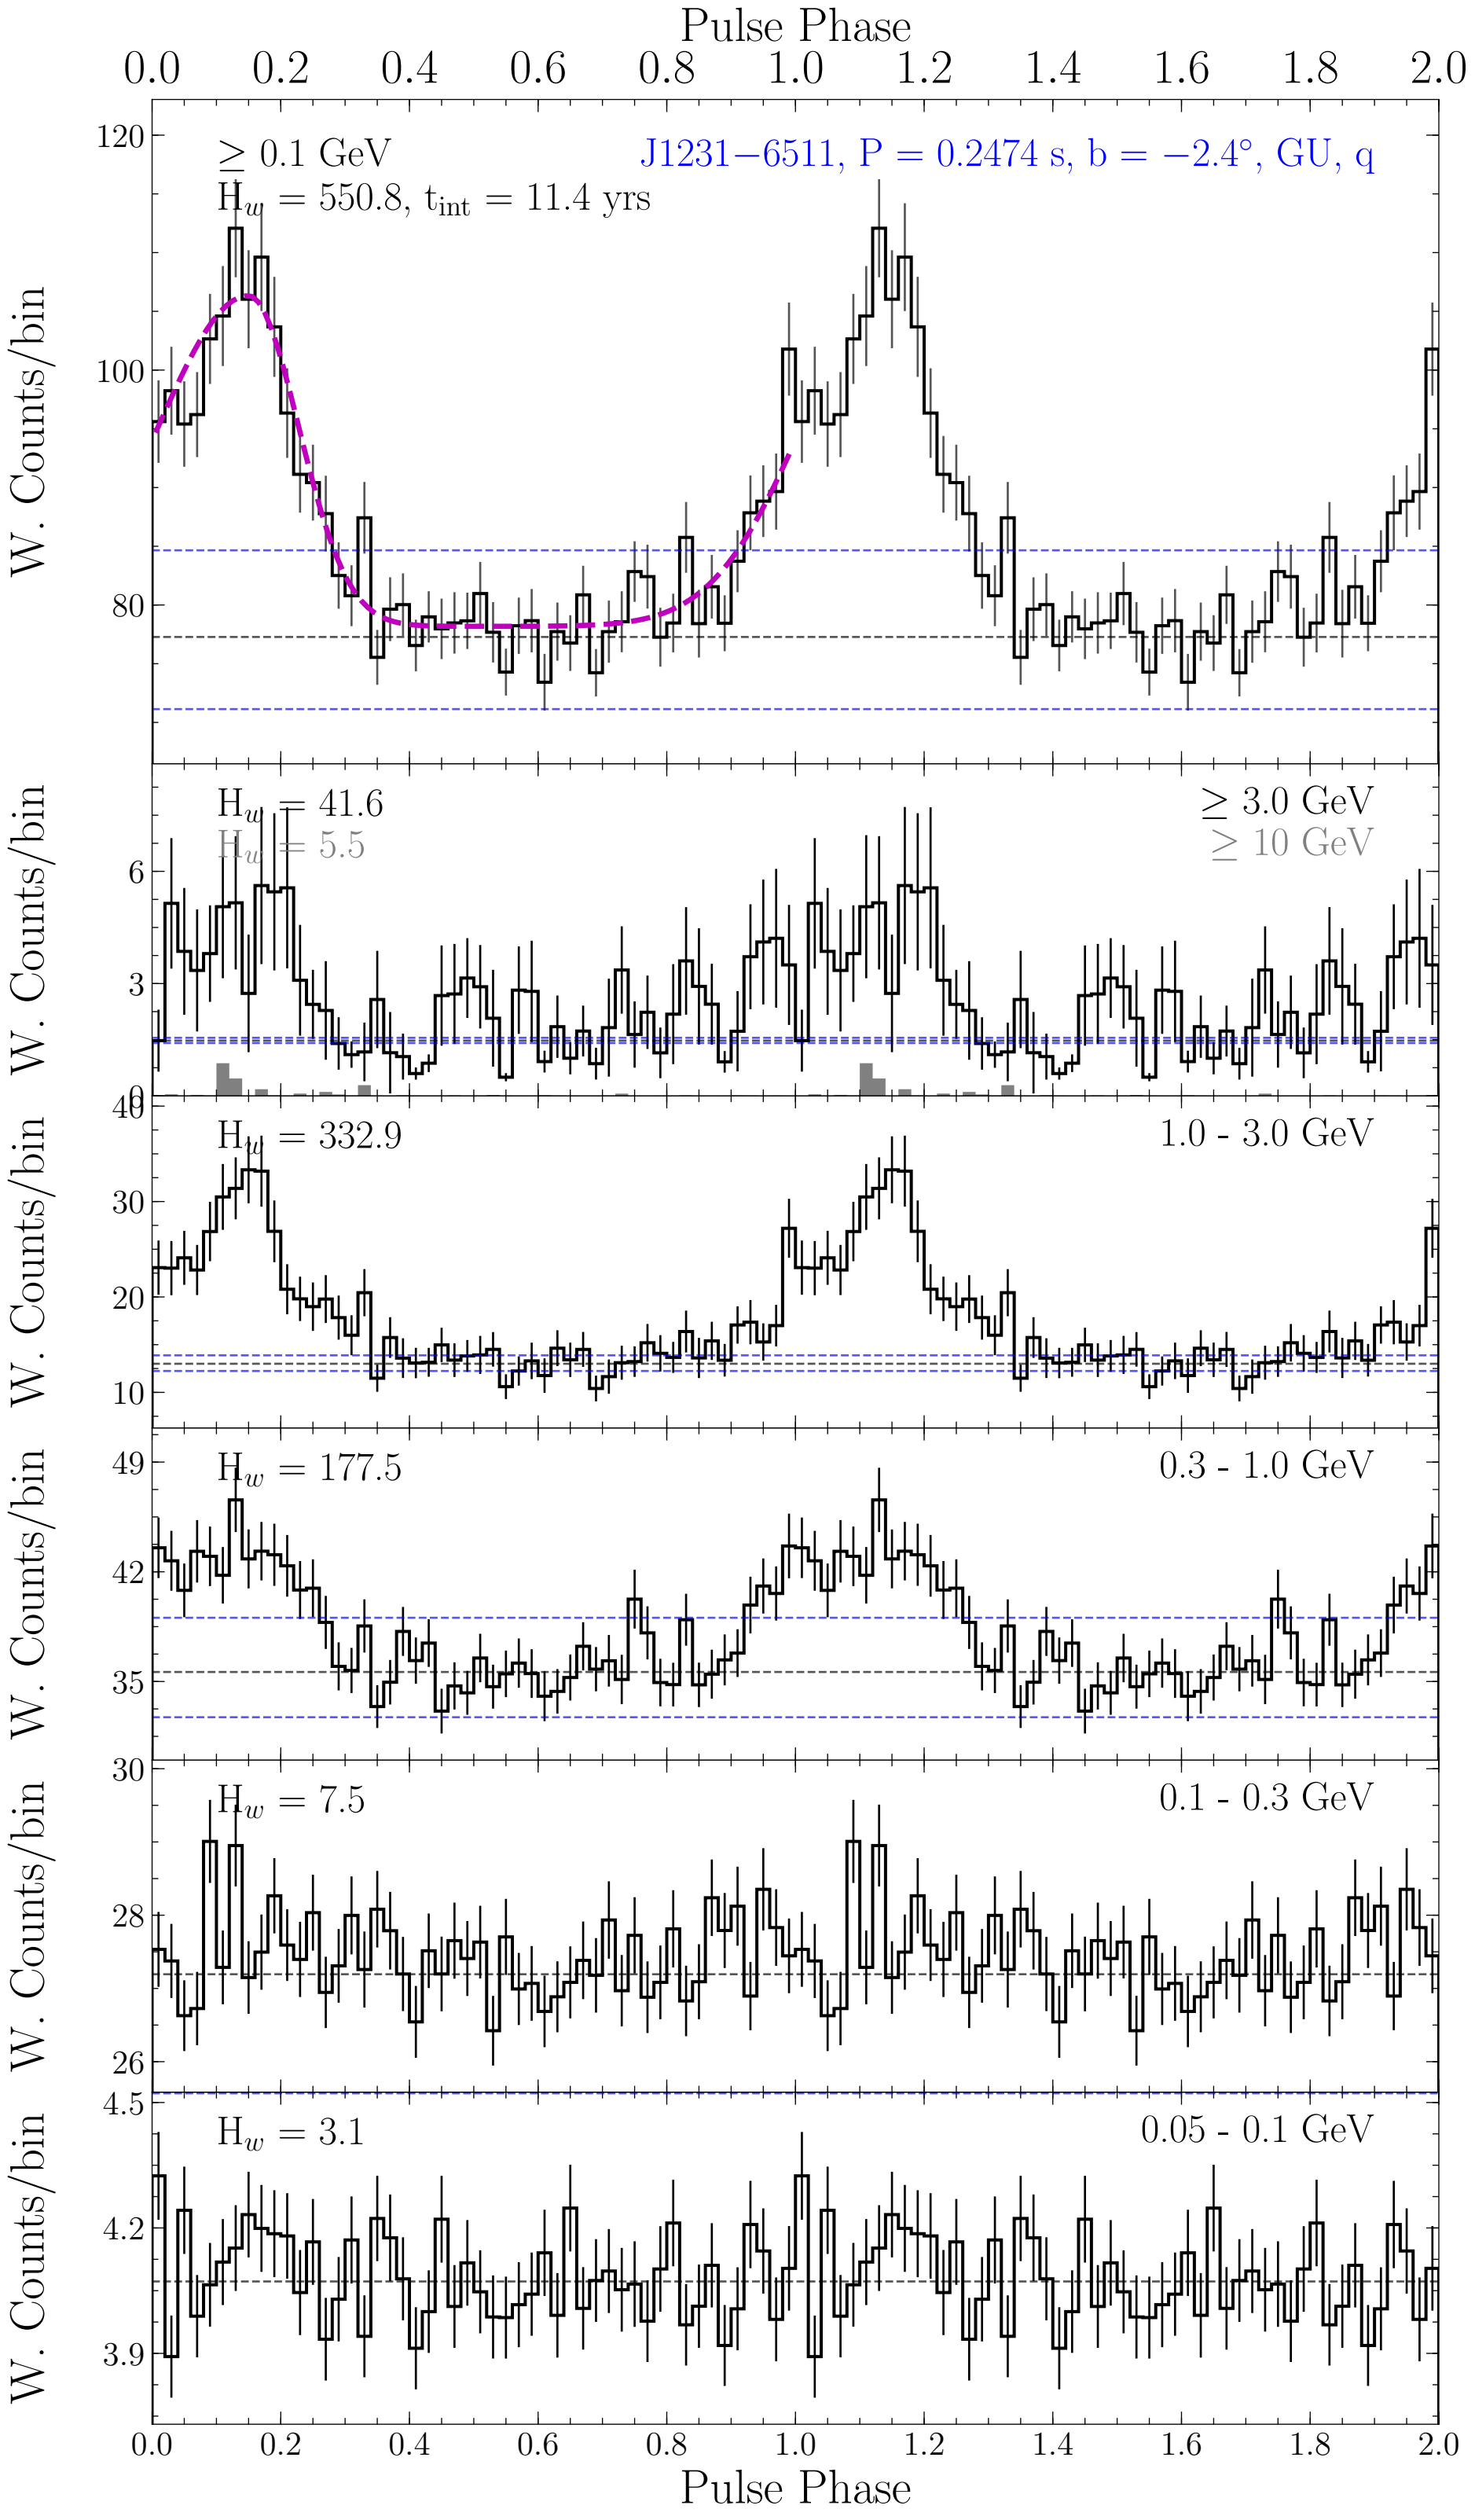 Pulse Phase
0.0 0.2 0.4 0.6 0.8 1.0 1.2 1.4 1.6 1.8 2.0
120
≥ 0.1 GeV
J1231−6511, P = 0.2474 s, b = −2.4°, GU, q
H_w = 550.8, t_int = 11.4 yrs
100
80
W. Counts/bin
H_w = 41.6
≥ 3.0 GeV
H_w = 5.5
≥ 10 GeV
6
3
0
W. Counts/bin
40
H_w = 332.9
1.0 - 3.0 GeV
30
20
10
W. Counts/bin
49
H_w = 177.5
0.3 - 1.0 GeV
42
35
W. Counts/bin
30
H_w = 7.5
0.1 - 0.3 GeV
28
26
W. Counts/bin
4.5
H_w = 3.1
0.05 - 0.1 GeV
4.2
3.9
W. Counts/bin
0.0 0.2 0.4 0.6 0.8 1.0 1.2 1.4 1.6 1.8 2.0
Pulse Phase